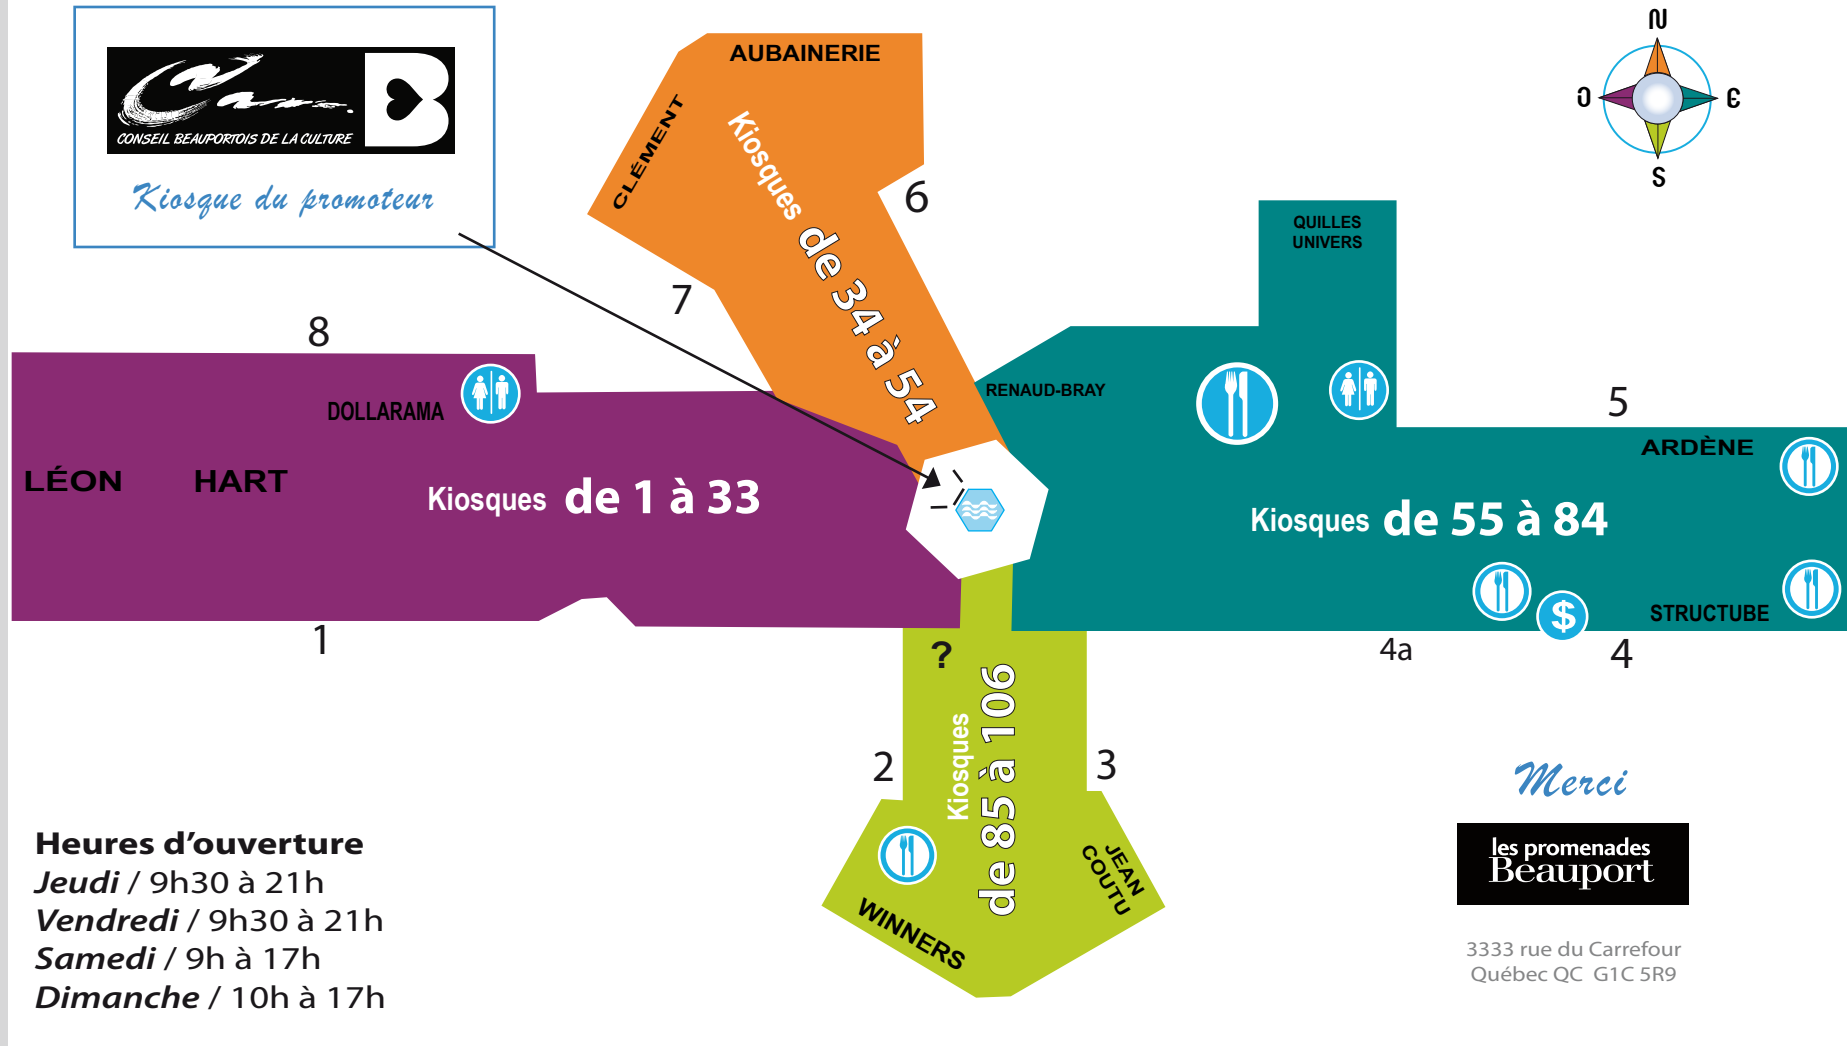 CONSEIL BEAUPORTOIS DE LA CULTURE
B
Kiosque du promoteur
AUBAINERIE
CLÉMENT
Kiosques de 34 à 54
6
7
N
O
E
S
QUILLES
UNIVERS
RENAUD-BRAY
5
ARDÈNE
Kiosques de 55 à 84
$
STRUCTUBE
4a
4
8
DOLLARAMA
LÉON
HART
Kiosques de 1 à 33
1
?
Kiosques
de 85 à 106
2
3
WINNERS
JEAN
COUTU
Heures d’ouverture
Jeudi / 9h30 à 21h
Vendredi / 9h30 à 21h
Samedi / 9h à 17h
Dimanche / 10h à 17h
Merci
les promenades
Beauport
3333 rue du Carrefour
Québec QC G1C 5R9